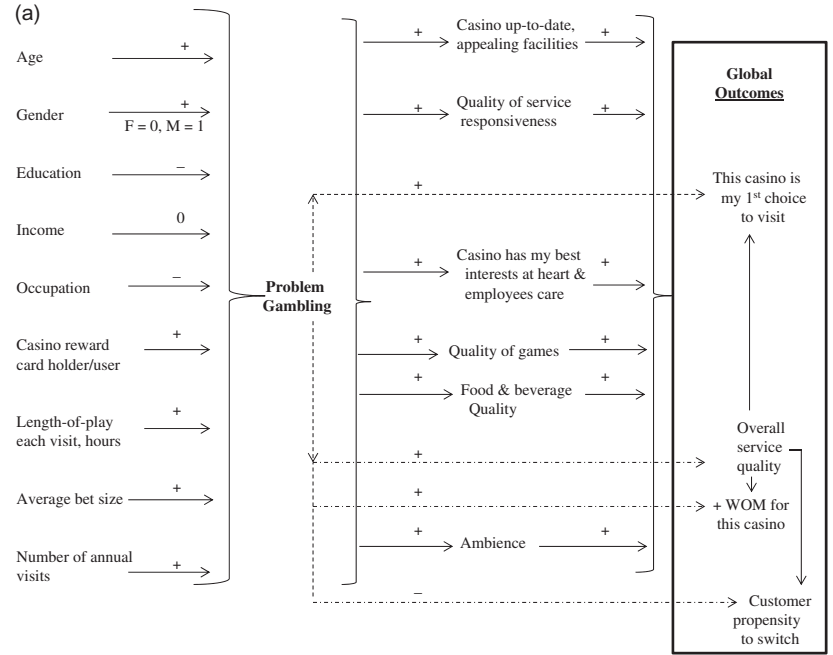 (a)
Age
+
Gender
+
F = 0, M = 1
Education
–
Income
0
Occupation
–
Casino reward
card holder/user
+
Length-of-play
each visit, hours
+
Average bet size
+
Number of annual
visits
+
Problem
Gambling
+
Casino up-to-date,
appealing facilities
+
+
Quality of service
responsiveness
+
+
+
Casino has my best
interests at heart &
employees care
+
+
Quality of games
+
+
Food & beverage
Quality
+
+
+
+
Ambience
+
–
Global
Outcomes
This casino is
my 1st choice
to visit
Overall
service
quality
+ WOM for
this casino
Customer
propensity
to switch